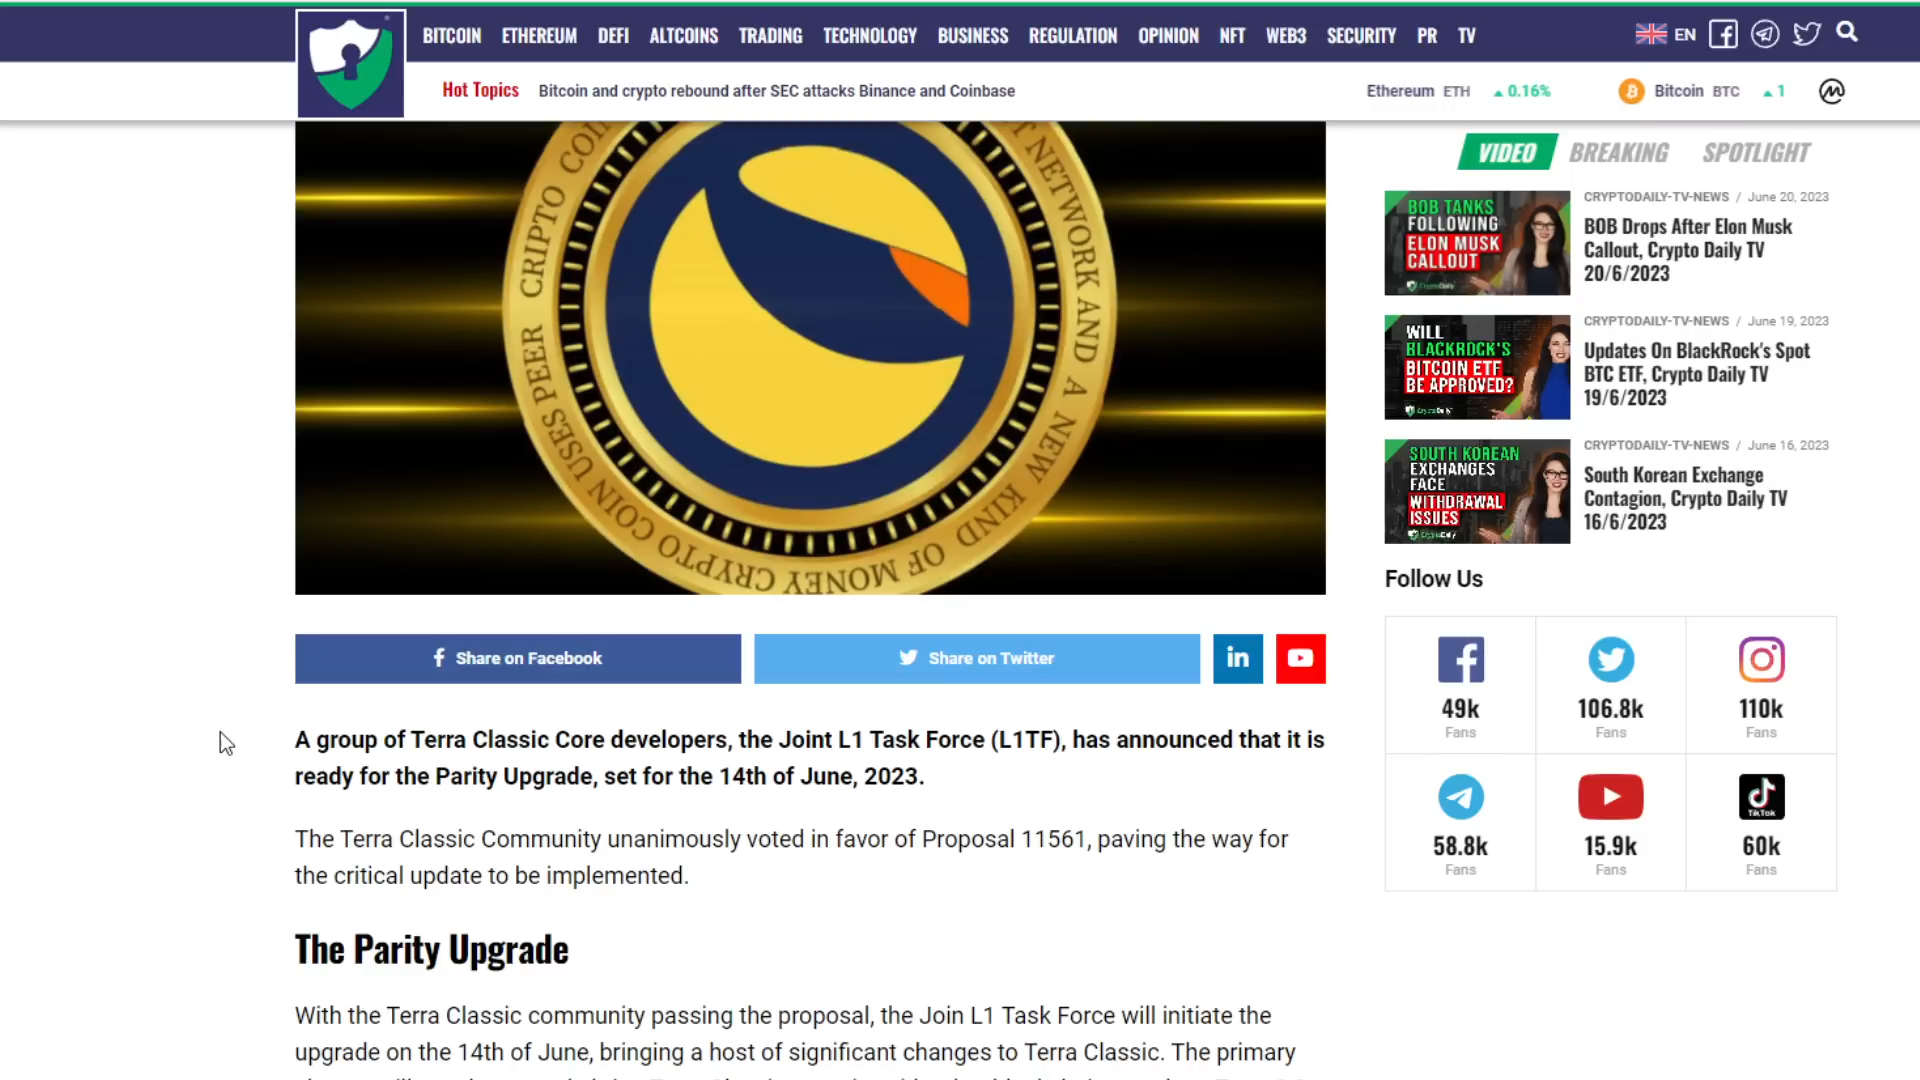 BITCOIN ETHEREUM DEFI ALTCOINS TRADING TECHNOLOGY BUSINESS REGULATION OPINION NFT WEB3 SECURITY PR TV EN
Hot Topics Bitcoin and crypto rebound after SEC attacks Binance and Coinbase Ethereum ETH 0.16% Bitcoin BTC 1
CRYPTO COIN USES PEER CRIPTO COI
T NETWORK AND A NEW KIND OF MONEY
VIDEO BREAKING SPOTLIGHT
BOB TANKS
FOLLOWING
ELON MUSK
CALLOUT
CRYPTODAILY-TV-NEWS / June 20, 2023
BOB Drops After Elon Musk
Callout, Crypto Daily TV
20/6/2023
WILL
BLACKROCK'S
BITCOIN ETF
BE APPROVED?
CRYPTODAILY-TV-NEWS / June 19, 2023
Updates On BlackRock's Spot
BTC ETF, Crypto Daily TV
19/6/2023
SOUTH KOREAN
EXCHANGES
FACE
WITHDRAWAL
ISSUES
CRYPTODAILY-TV-NEWS / June 16, 2023
South Korean Exchange
Contagion, Crypto Daily TV
16/6/2023
Follow Us
49k 106.8k 110k
Fans Fans Fans
TikTok
58.8k 15.9k 60k
Fans Fans Fans
Share on Facebook Share on Twitter in
A group of Terra Classic Core developers, the Joint L1 Task Force (L1TF), has announced that it is
ready for the Parity Upgrade, set for the 14th of June, 2023.
The Terra Classic Community unanimously voted in favor of Proposal 11561, paving the way for
the critical update to be implemented.
The Parity Upgrade
With the Terra Classic community passing the proposal, the Join L1 Task Force will initiate the
upgrade on the 14th of June, bringing a host of significant changes to Terra Classic. The primary